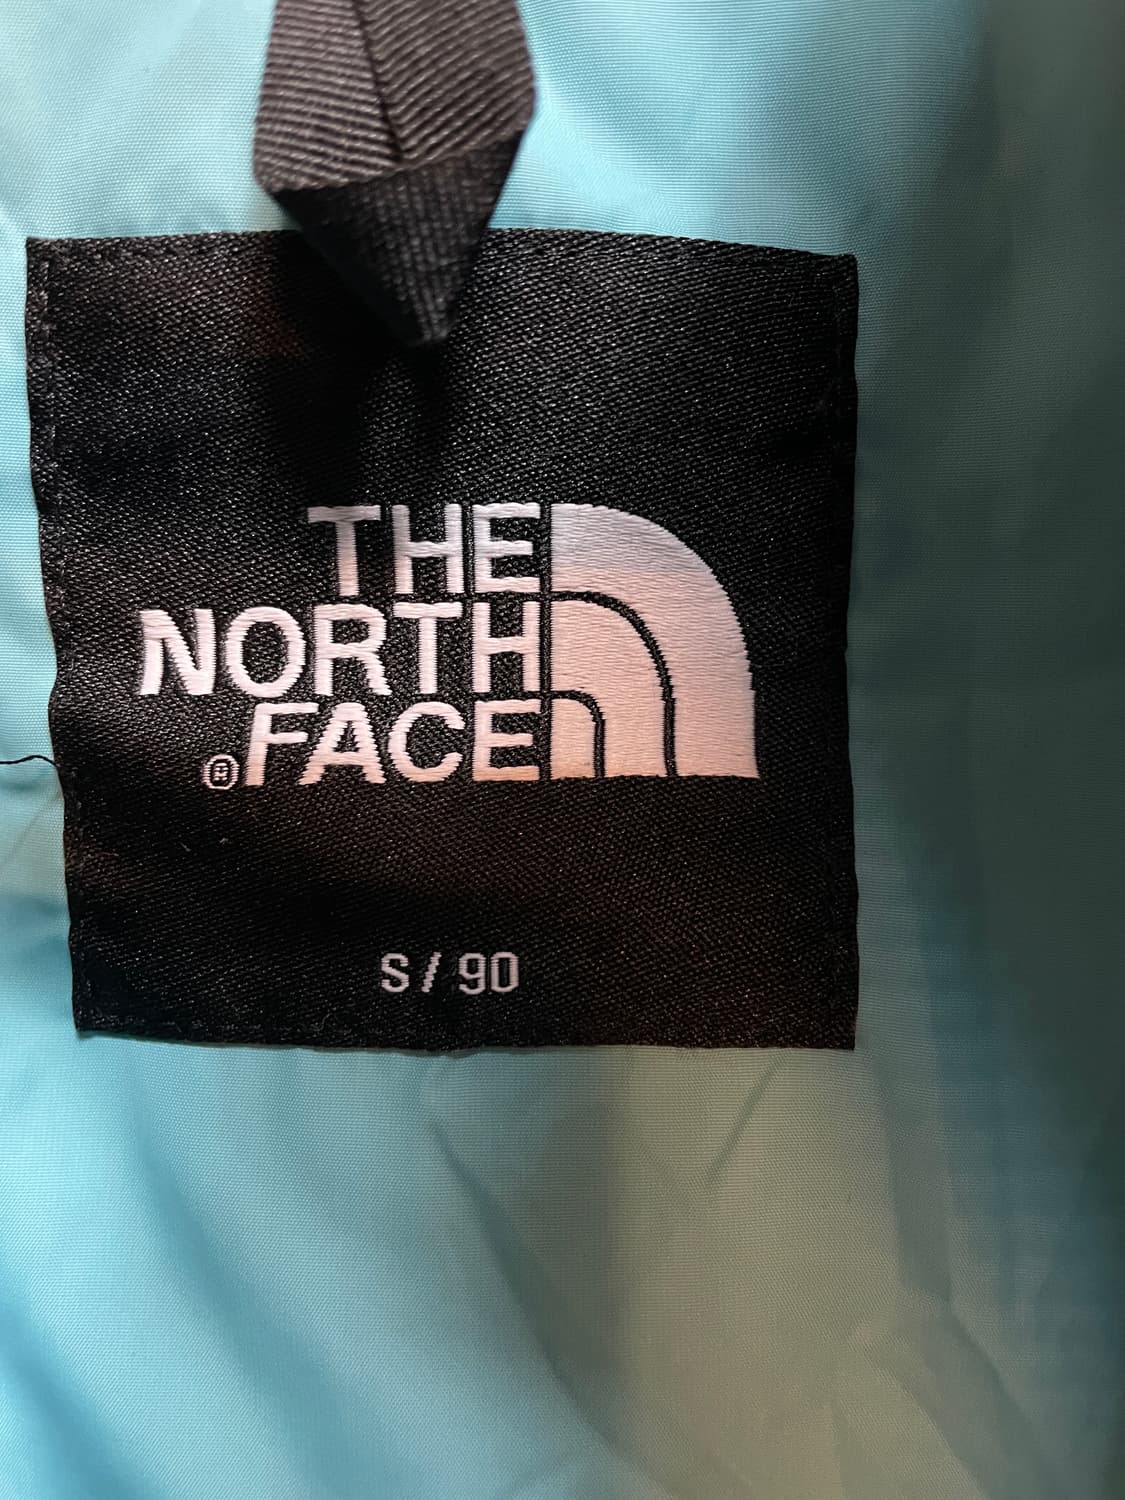 THE
NORTH
®FACE
S / 90